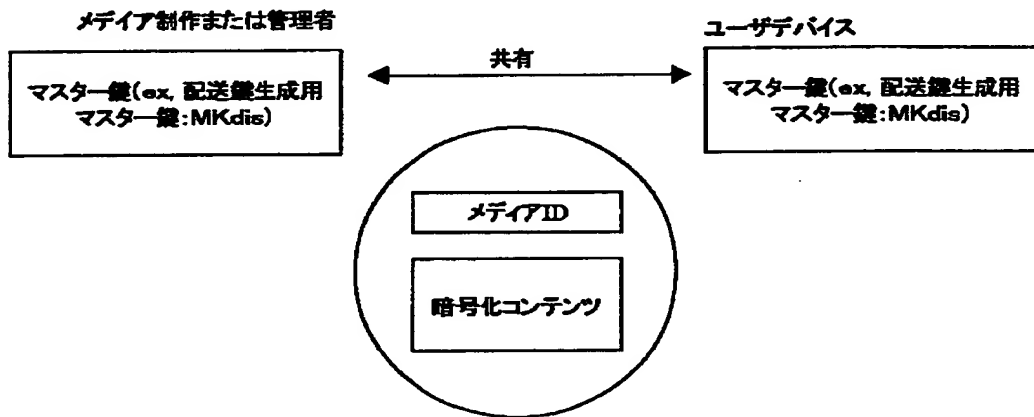 メデイア制作または管理者
ユーザデバイス
共有
マスター鍵(ex, 配送鍵生成用
マスター鍵:MKdis)
マスター鍵(ex, 配送鍵生成用
マスター鍵:MKdis)
メディアID
暗号化コンテンツ